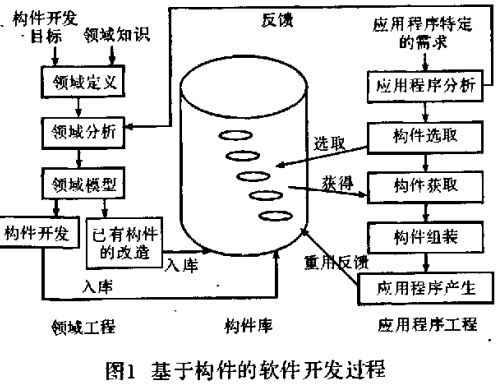 构件开发
目标
领域知识
反馈
应用程序特定
的需求
领域定义
应用程序分析
领域分析
选取
构件选取
领域模型
获得
构件获取
构件开发
已有构件
的改造
入库
构件组装
重用反馈
入库
应用程序产生
领域工程
构件库
应用程序工程
图1 基于构件的软件开发过程